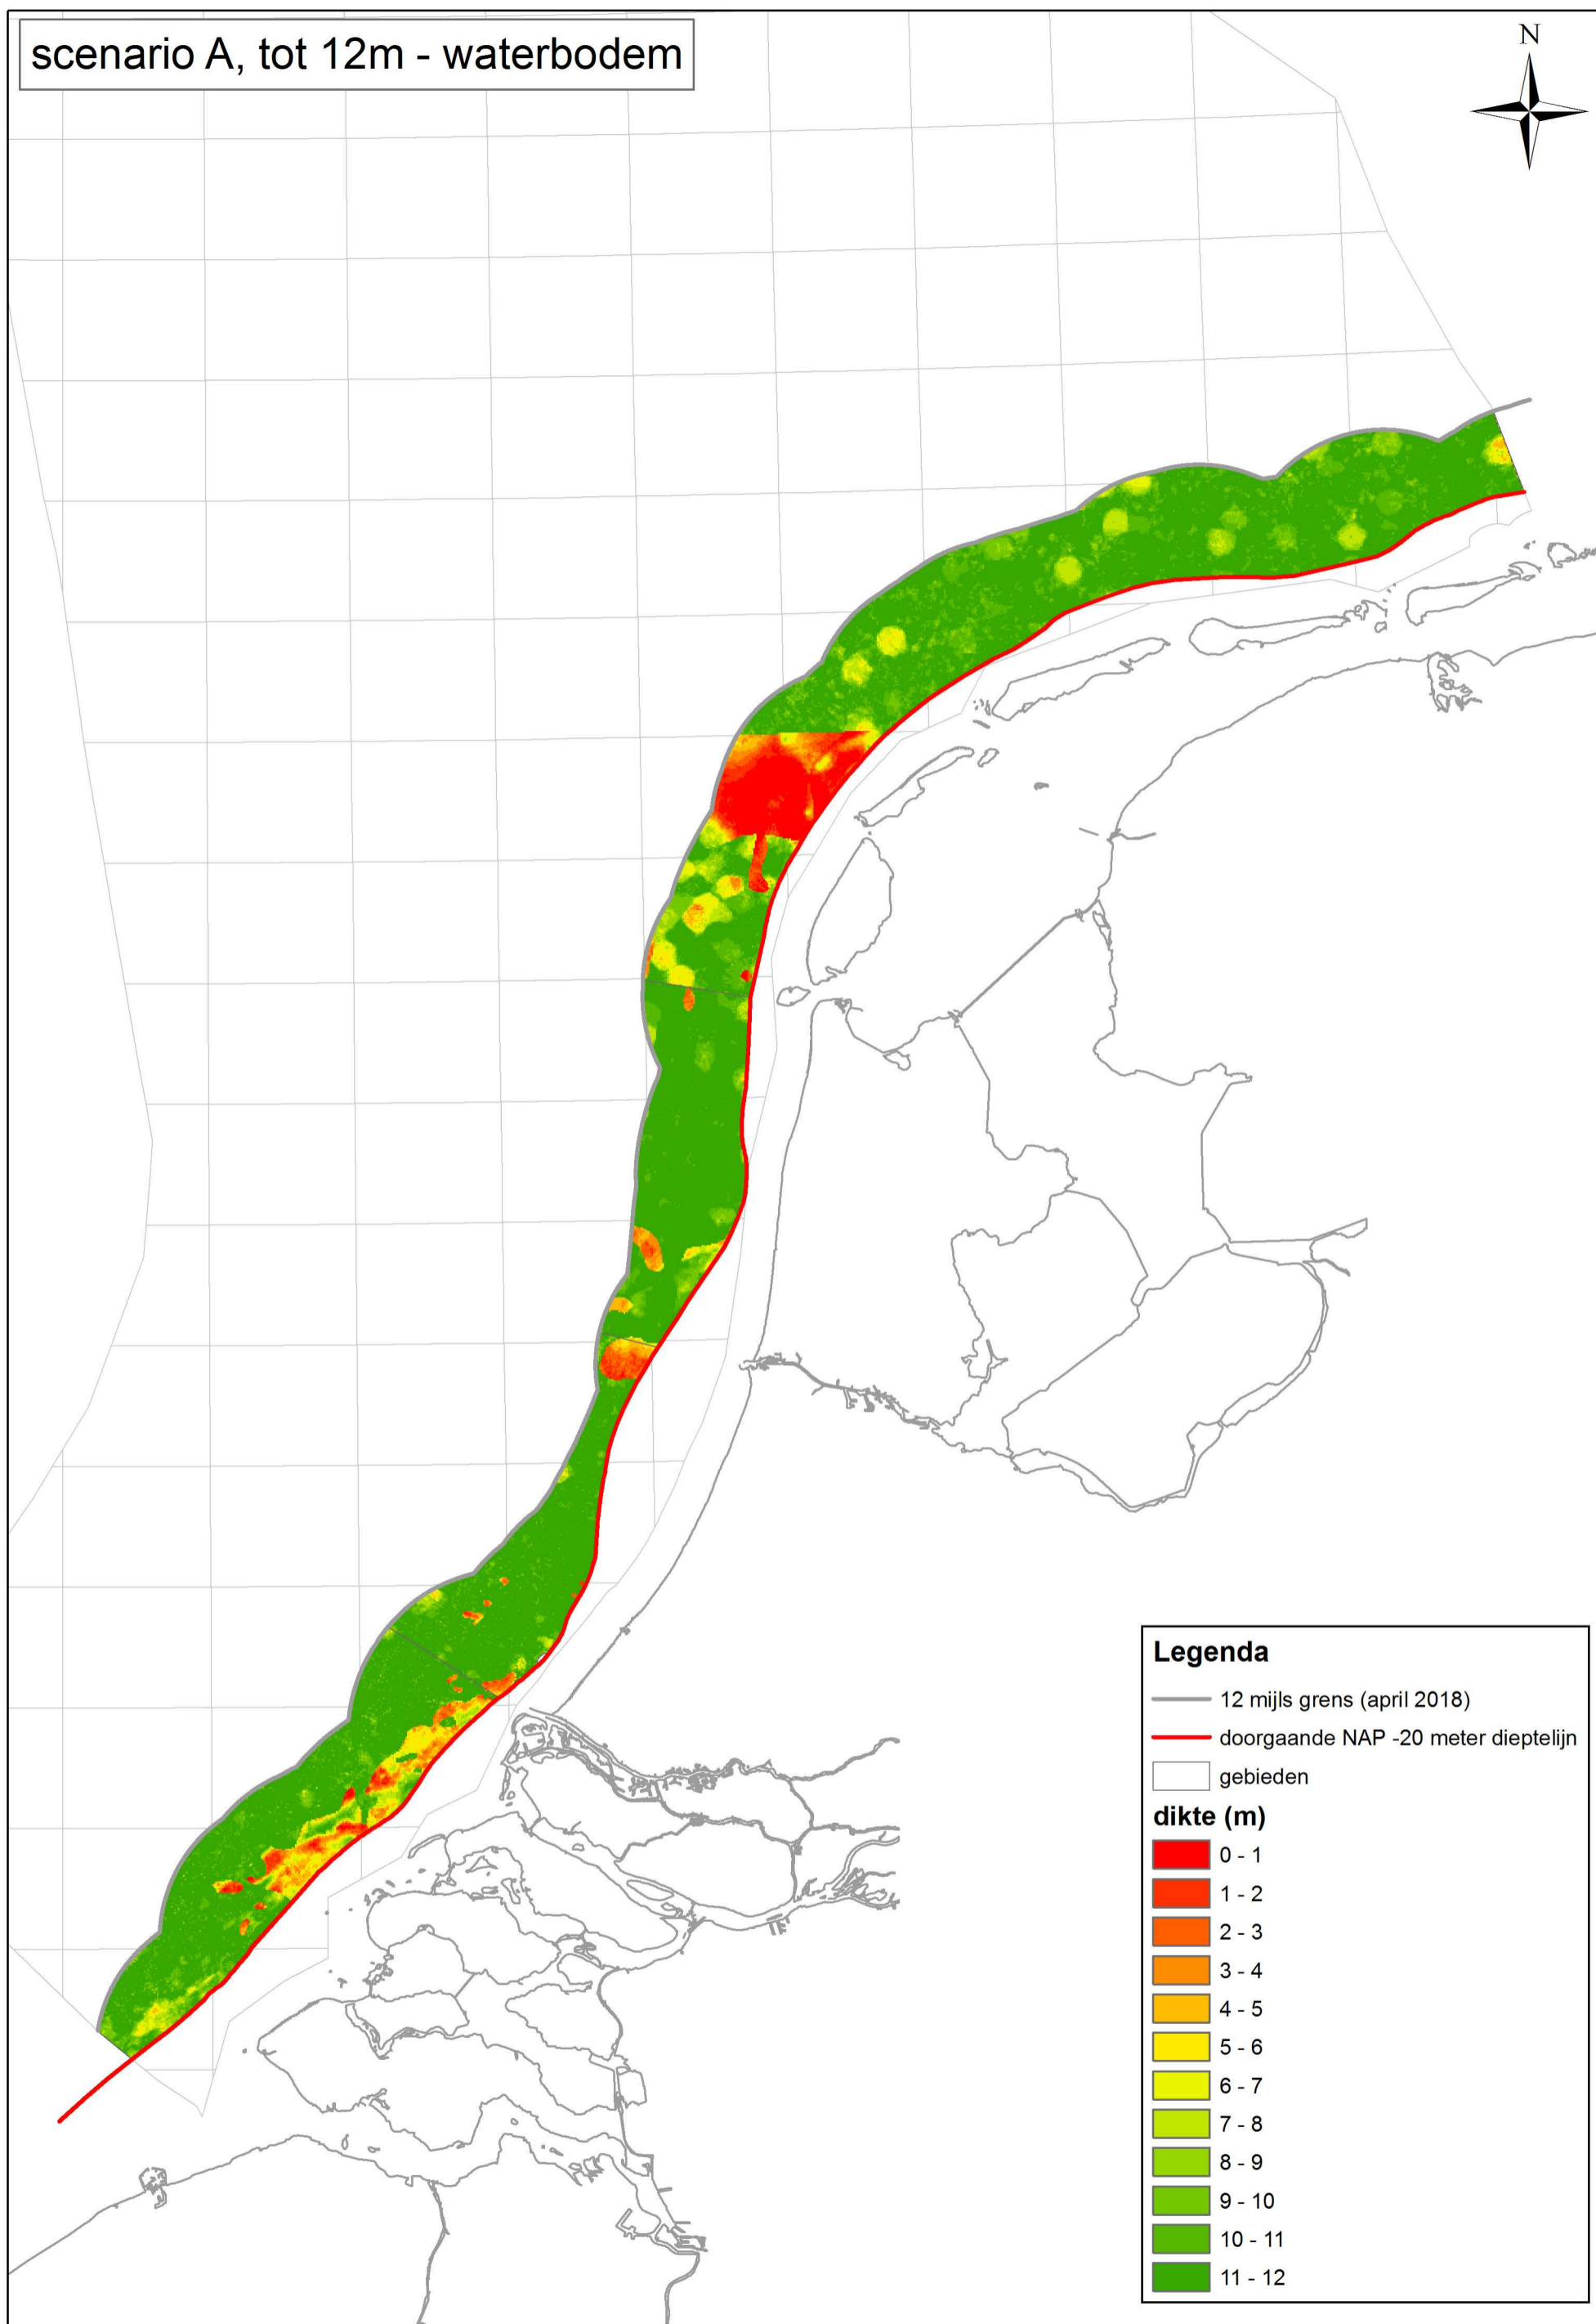 scenario A, tot 12m - waterbodem
N
Legenda
12 mijls grens (april 2018)
doorgaande NAP -20 meter dieptelijn
gebieden
dikte (m)
0 - 1
1 - 2
2 - 3
3 - 4
4 - 5
5 - 6
6 - 7
7 - 8
8 - 9
9 - 10
10 - 11
11 - 12